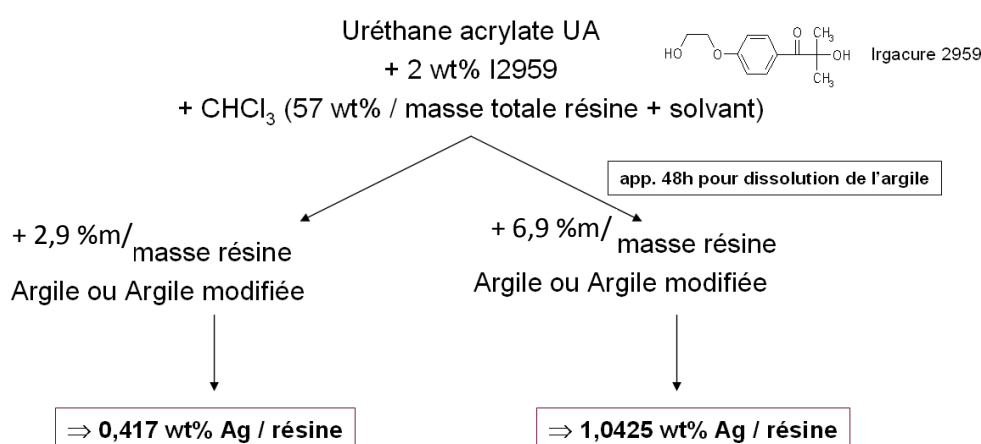 Uréthane acrylate UA
+ 2 wt% I2959
+ CHCl₃ (57 wt% / masse totale résine + solvant)
HO O O CH₃ OH CH₃
Irgacure 2959
app. 48h pour dissolution de l'argile
+ 2,9 %m/masse résine
Argile ou Argile modifiée
+ 6,9 %m/masse résine
Argile ou Argile modifiée
⇒ 0,417 wt% Ag / résine
⇒ 1,0425 wt% Ag / résine